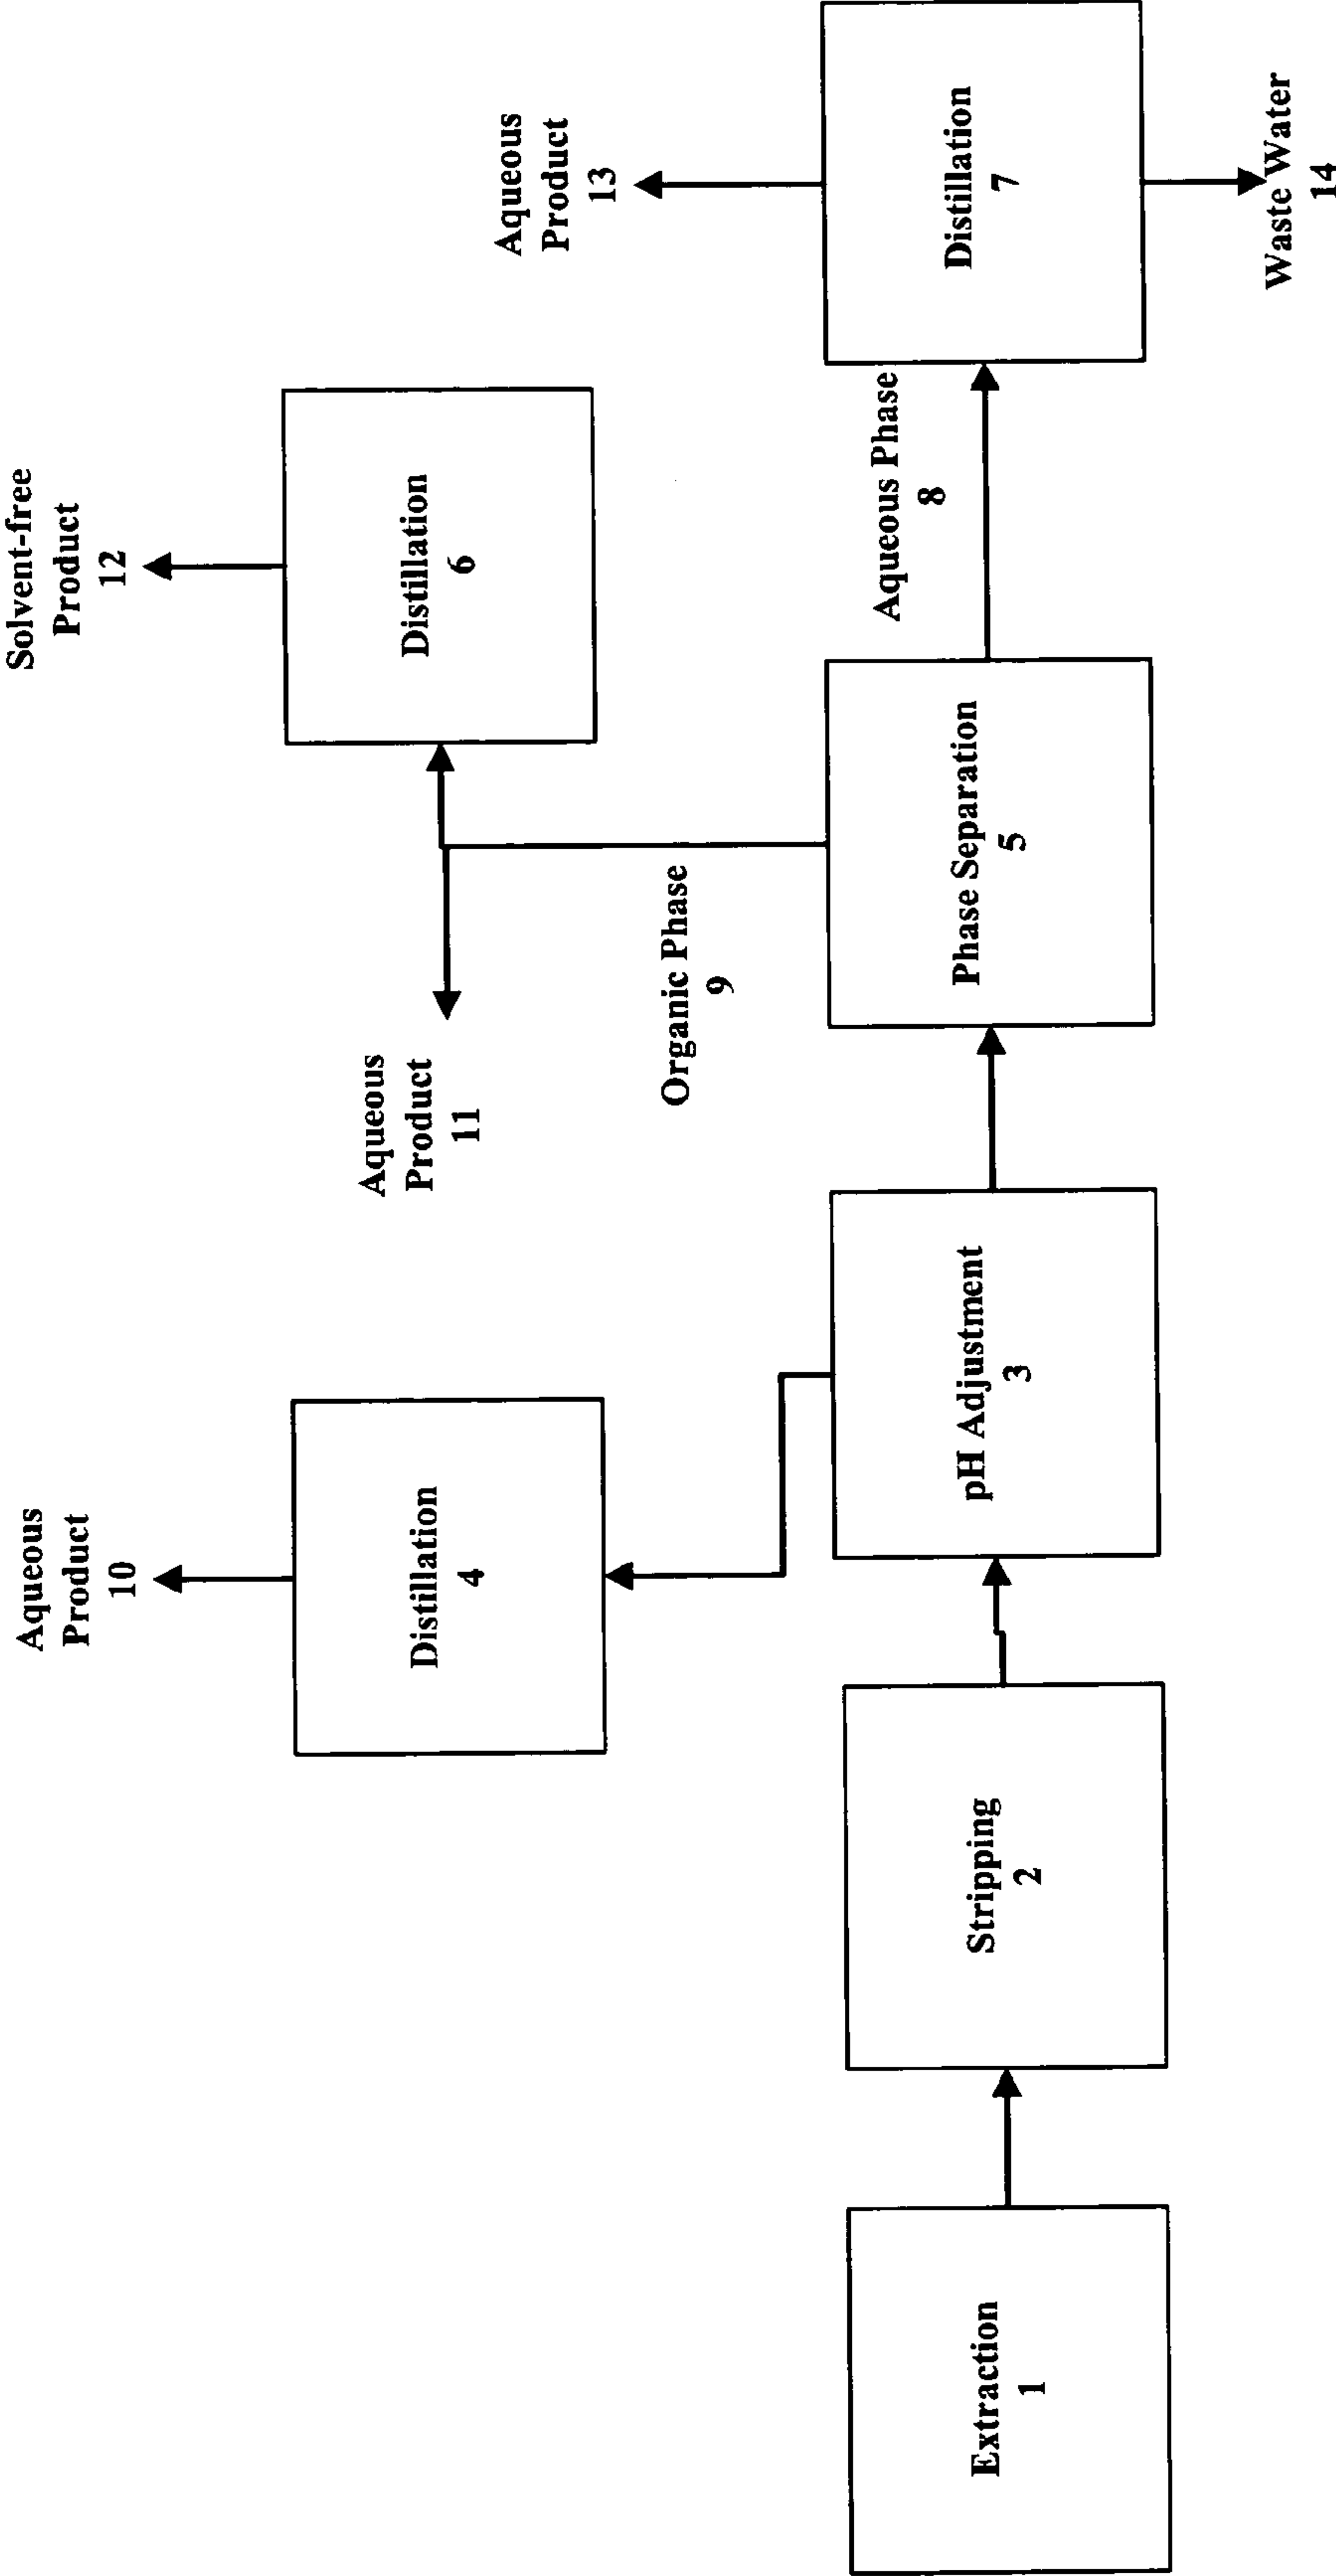 Extraction
1
Stripping
2
pH Adjustment
3
Distillation
4
Aqueous
Product
10
Phase Separation
5
Organic Phase
9
Aqueous
Product
11
Distillation
6
Solvent-free
Product
12
Aqueous Phase
8
Distillation
7
Aqueous
Product
13
Waste Water
14